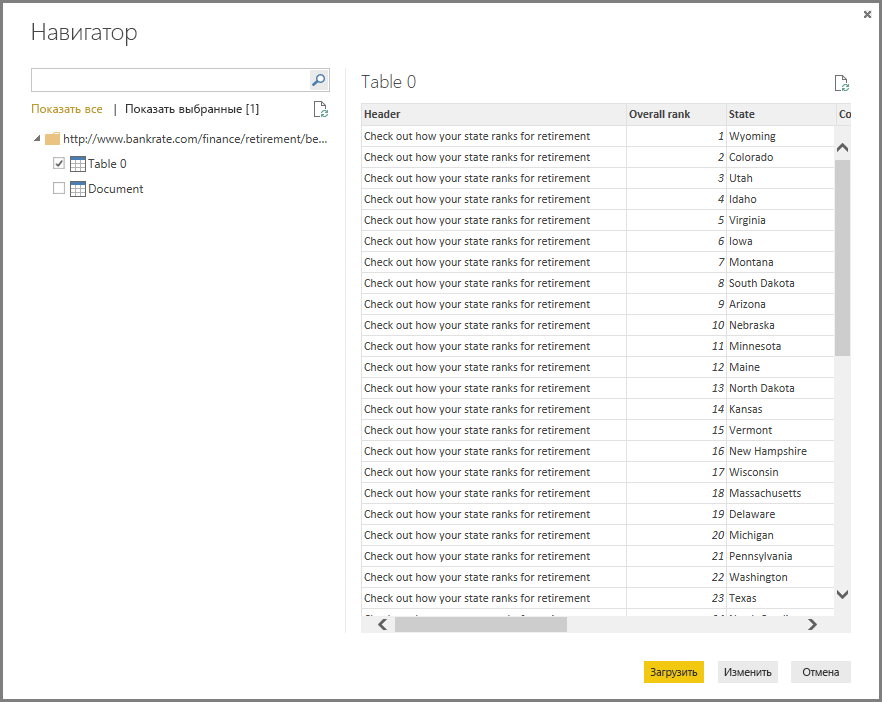 Навигатор
Показать все | Показать выбранные [1]
http://www.bankrate.com/finance/retirement/be...
Table 0
Document
Table 0
Header Overall rank State Co
Check out how your state ranks for retirement 1 Wyoming
Check out how your state ranks for retirement 2 Colorado
Check out how your state ranks for retirement 3 Utah
Check out how your state ranks for retirement 4 Idaho
Check out how your state ranks for retirement 5 Virginia
Check out how your state ranks for retirement 6 Iowa
Check out how your state ranks for retirement 7 Montana
Check out how your state ranks for retirement 8 South Dakota
Check out how your state ranks for retirement 9 Arizona
Check out how your state ranks for retirement 10 Nebraska
Check out how your state ranks for retirement 11 Minnesota
Check out how your state ranks for retirement 12 Maine
Check out how your state ranks for retirement 13 North Dakota
Check out how your state ranks for retirement 14 Kansas
Check out how your state ranks for retirement 15 Vermont
Check out how your state ranks for retirement 16 New Hampshire
Check out how your state ranks for retirement 17 Wisconsin
Check out how your state ranks for retirement 18 Massachusetts
Check out how your state ranks for retirement 19 Delaware
Check out how your state ranks for retirement 20 Michigan
Check out how your state ranks for retirement 21 Pennsylvania
Check out how your state ranks for retirement 22 Washington
Check out how your state ranks for retirement 23 Texas
Загрузить Изменить Отмена